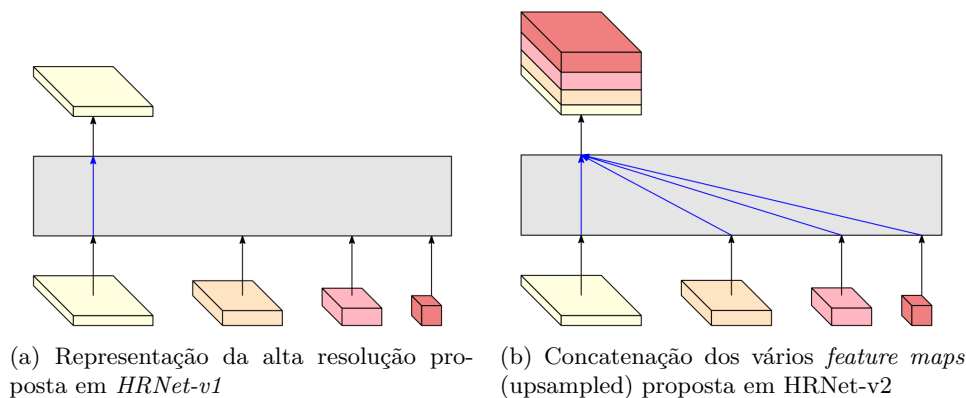 (a) Representação da alta resolução pro-
posta em HRNet-v1
(b) Concatenação dos vários feature maps
(upsampled) proposta em HRNet-v2